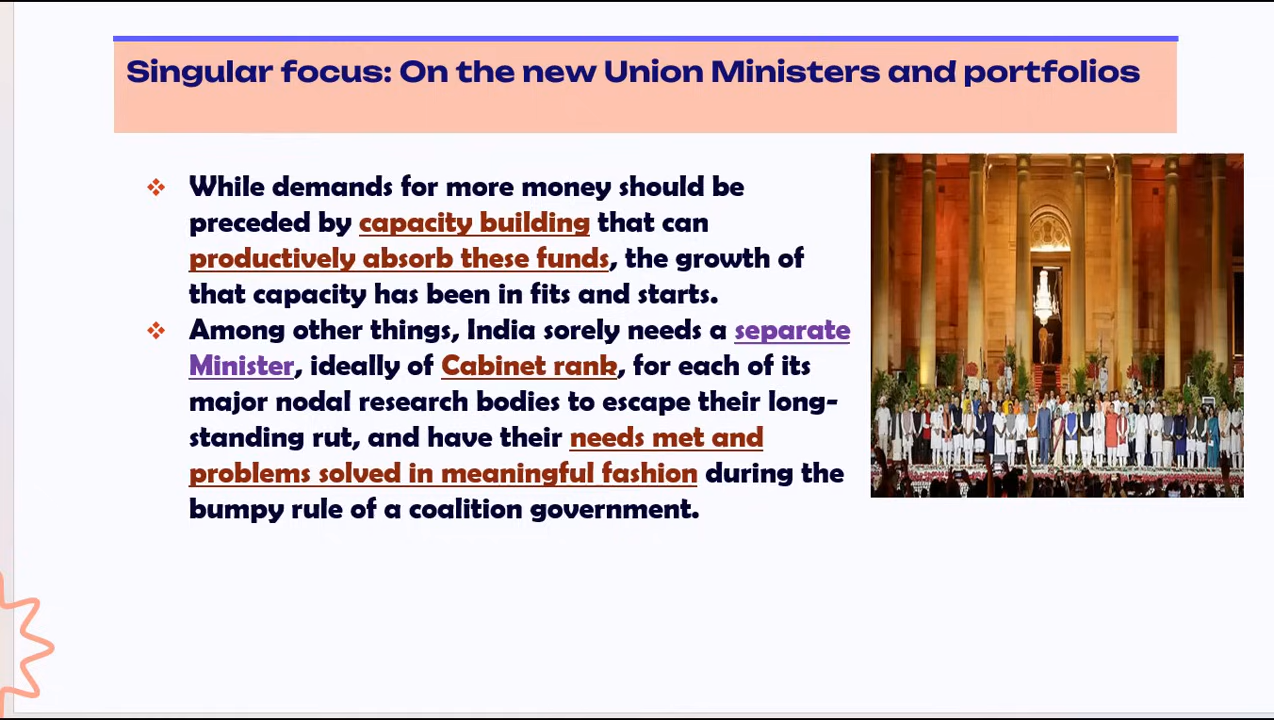 Singular focus: On the new Union Ministers and portfolios
While demands for more money should be
preceded by capacity building that can
productively absorb these funds, the growth of
that capacity has been in fits and starts.
Among other things, India sorely needs a separate
Minister, ideally of Cabinet rank, for each of its
major nodal research bodies to escape their long-
standing rut, and have their needs met and
problems solved in meaningful fashion during the
bumpy rule of a coalition government.